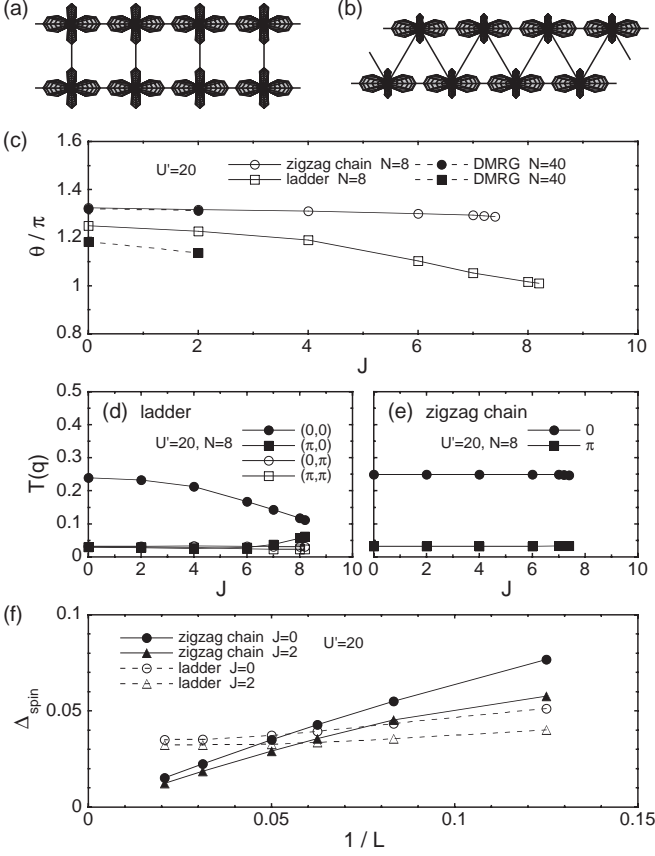 (a)
(b)
(c)
1.6
1.4
1.2
1
0.8
θ / π
U'=20
zigzag chain N=8
ladder N=8
DMRG N=40
DMRG N=40
0 2 4 6 8 10
J
(d) ladder
U'=20, N=8
(0,0)
(π,0)
(0,π)
(π,π)
0.5
0.4
0.3
0.2
0.1
0
T(q)
0 2 4 6 8 10
J
(e) zigzag chain
U'=20, N=8
0
π
0 2 4 6 8 10
J
(f)
0.1
0.05
0
Δspin
zigzag chain J=0
zigzag chain J=2
ladder J=0
ladder J=2
U'=20
0 0.05 0.1 0.15
1 / L